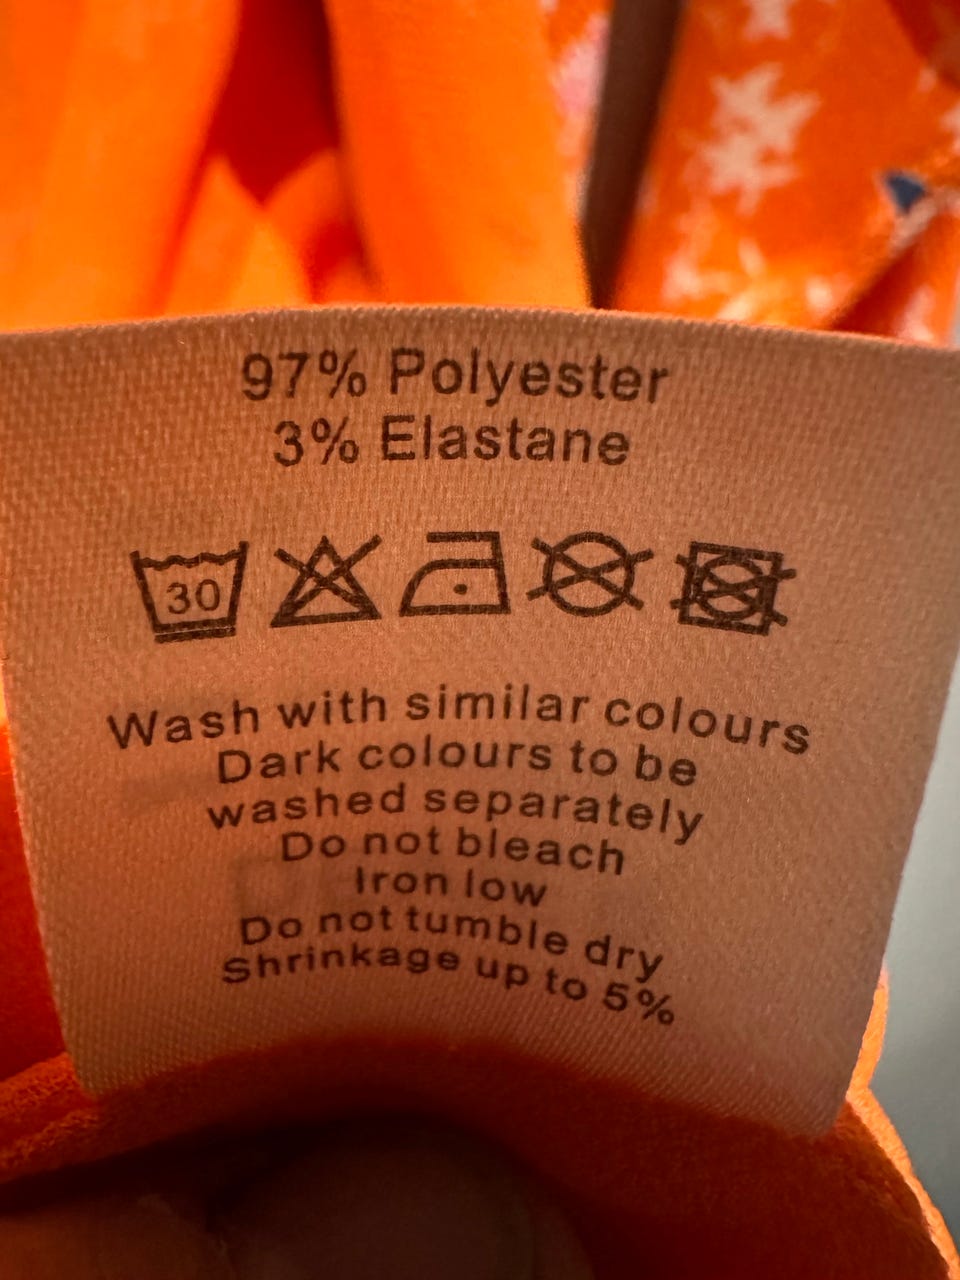 97% Polyester
3% Elastane
30
Wash with similar colours
Dark colours to be
washed separately
Do not bleach
Iron low
Do not tumble dry
Shrinkage up to 5%